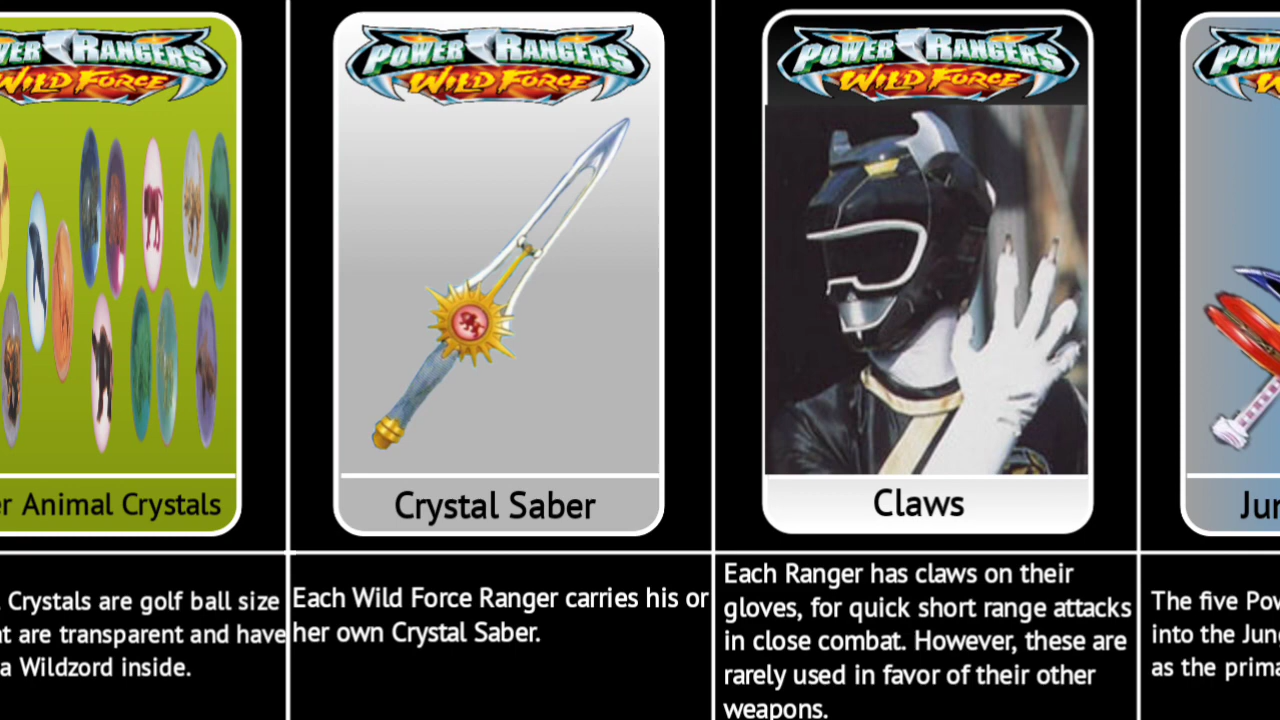 POWER RANGERS
WILD FORCE
POWER RANGERS
WILD FORCE
WILD FORCE
Animal Crystals
Crystal Saber
Claws
Crystals are golf ball size
are transparent and have
a Wildzord inside.
Each Wild Force Ranger carries his or
her own Crystal Saber.
Each Ranger has claws on their
gloves, for quick short range attacks
in close combat. However, these are
rarely used in favor of their other
weapons.
The five
into the
as the